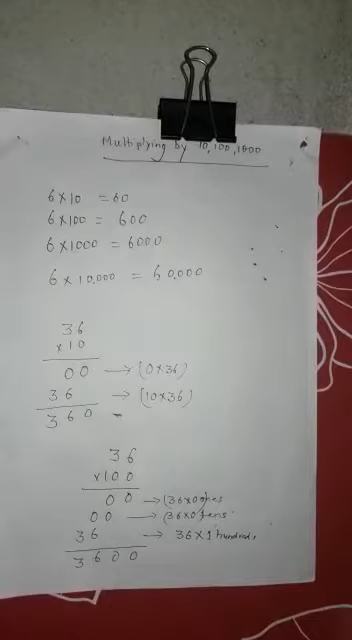 Multiplying by 10,100,1000
6×10 =60
6×100 = 600
6×1000 = 6000
6×10,000 = 60,000
36
×10
00 → (0×36)
36 → (10×36)
360
36
×100
00 → (36×0)ones
00 → (36×0)tens
36 → 36×1 hundreds
3600